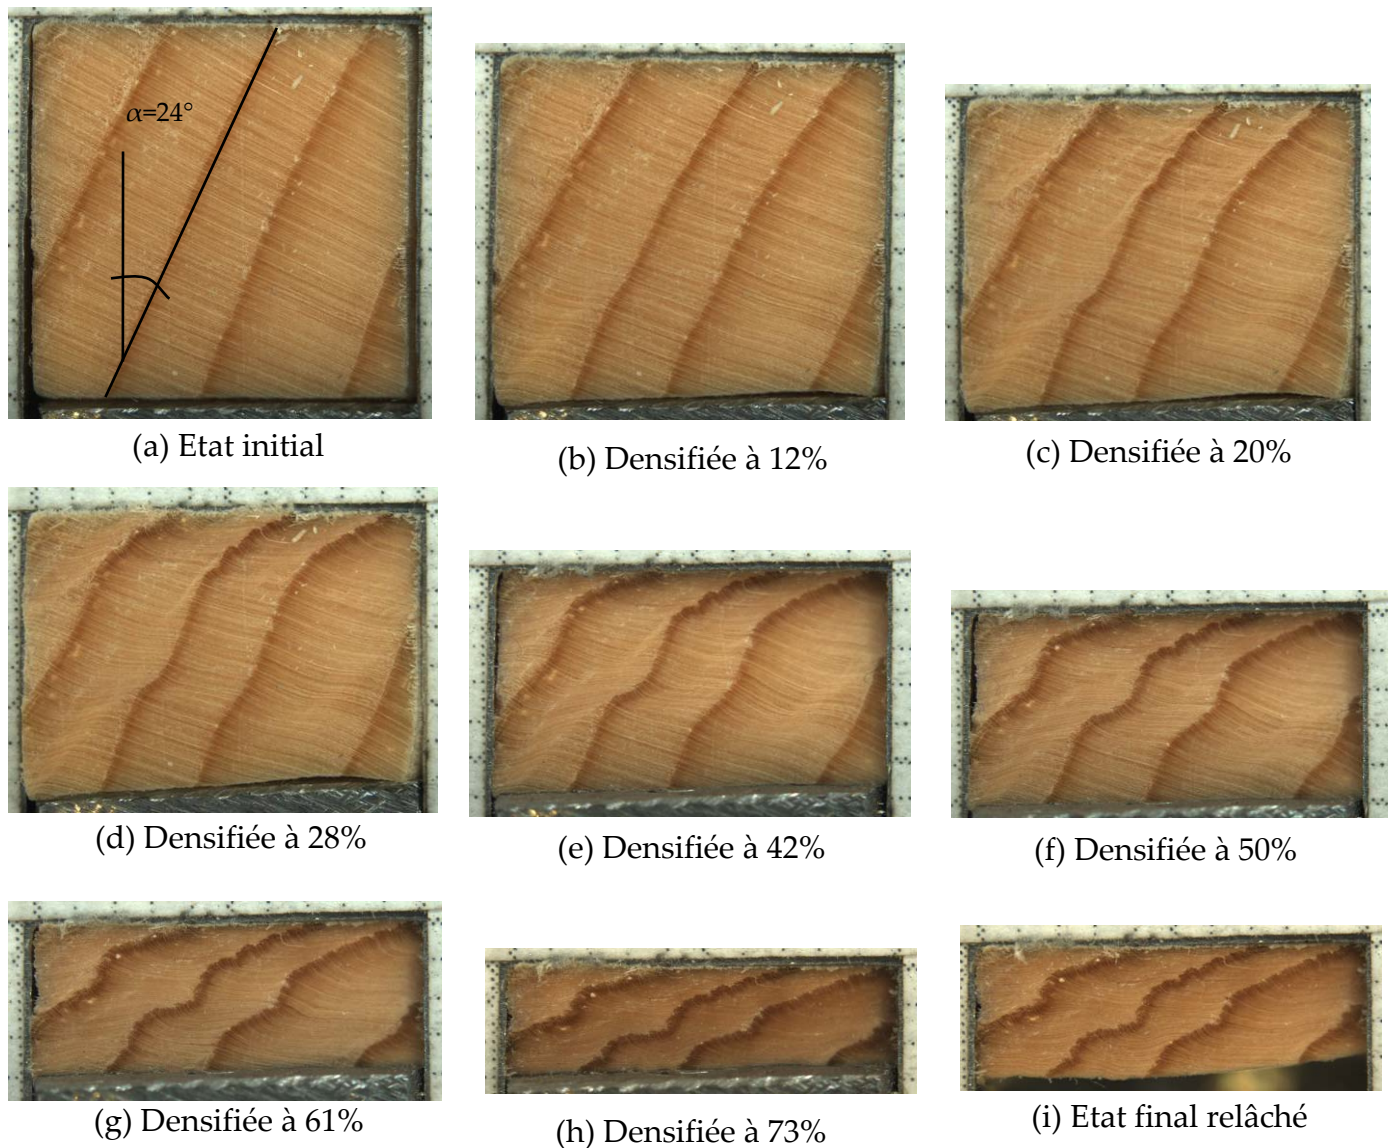 α=24°
(a) Etat initial
(b) Densifiée à 12%
(c) Densifiée à 20%
(d) Densifiée à 28%
(e) Densifiée à 42%
(f) Densifiée à 50%
(g) Densifiée à 61%
(h) Densifiée à 73%
(i) Etat final relâché